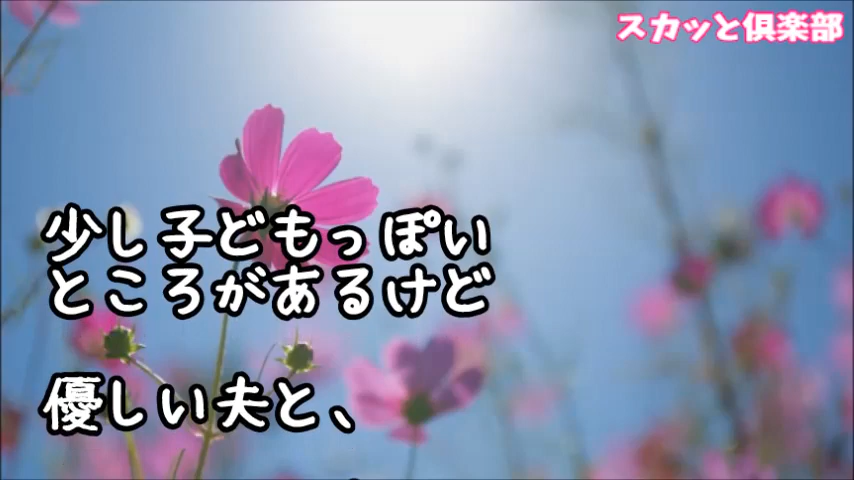 スカッと倶楽部
少し子どもっぽい
ところがあるけど
優しい夫と、